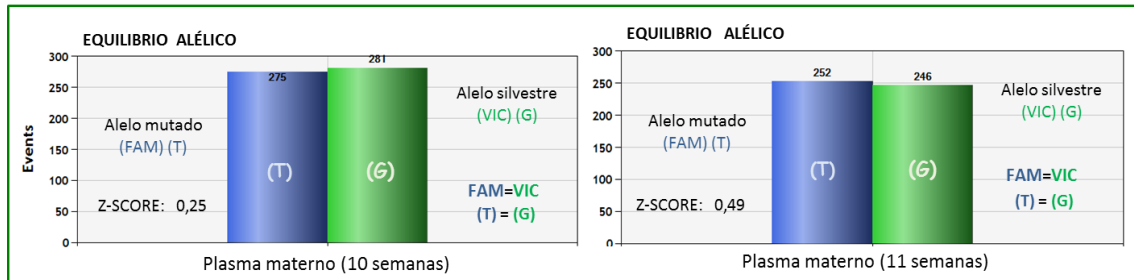 EQUILIBRIO ALÉLICO
300
250
200
150
100
50
0
Events
275
281
Alelo mutado
(FAM) (T)
Alelo silvestre
(VIC) (G)
(T)
(G)
Z-SCORE: 0,25
FAM=VIC
(T) = (G)
Plasma materno (10 semanas)
EQUILIBRIO ALÉLICO
300
250
200
150
100
50
0
252
246
Alelo mutado
(FAM) (T)
Alelo silvestre
(VIC) (G)
(T)
(G)
Z-SCORE: 0,49
FAM=VIC
(T) = (G)
Plasma materno (11 semanas)